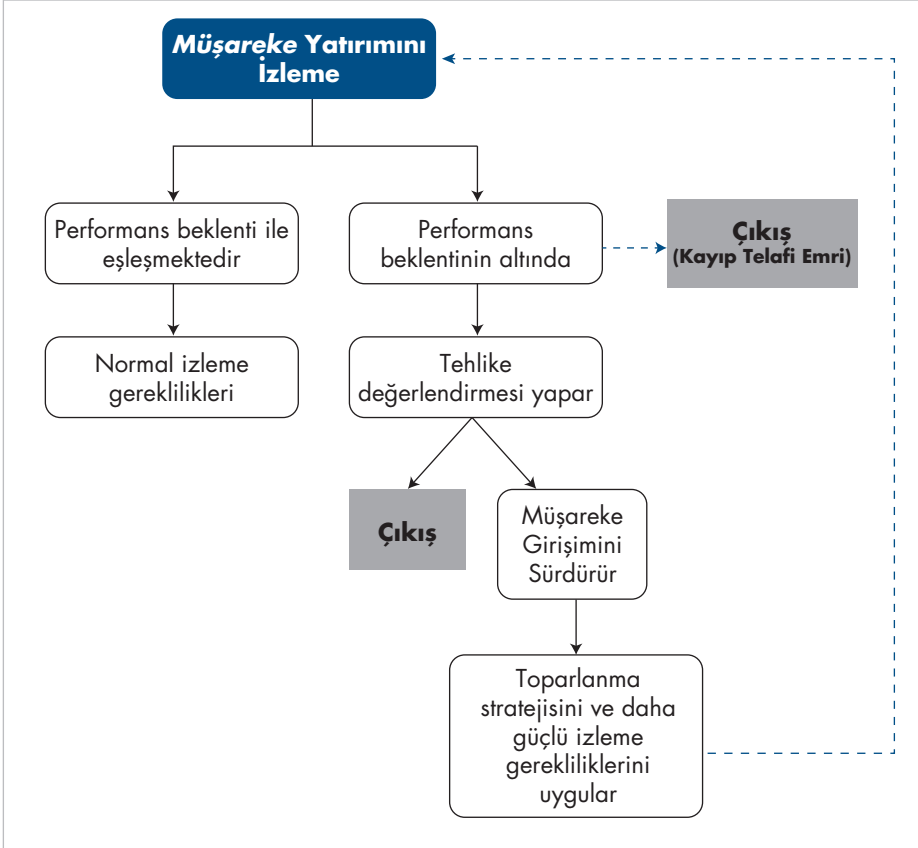 Müşareke Yatırımını
İzleme
Performans beklenti ile
eşleşmektedir
Performans
beklentinin altında
Çıkış
(Kayıp Telafi Emri)
Normal izleme
gereklilikleri
Tehlike
değerlendirmesi yapar
Çıkış
Müşareke
Girişimini
Sürdürür
Toparlanma
stratejisini ve daha
güçlü izleme
gerekliliklerini
uygular